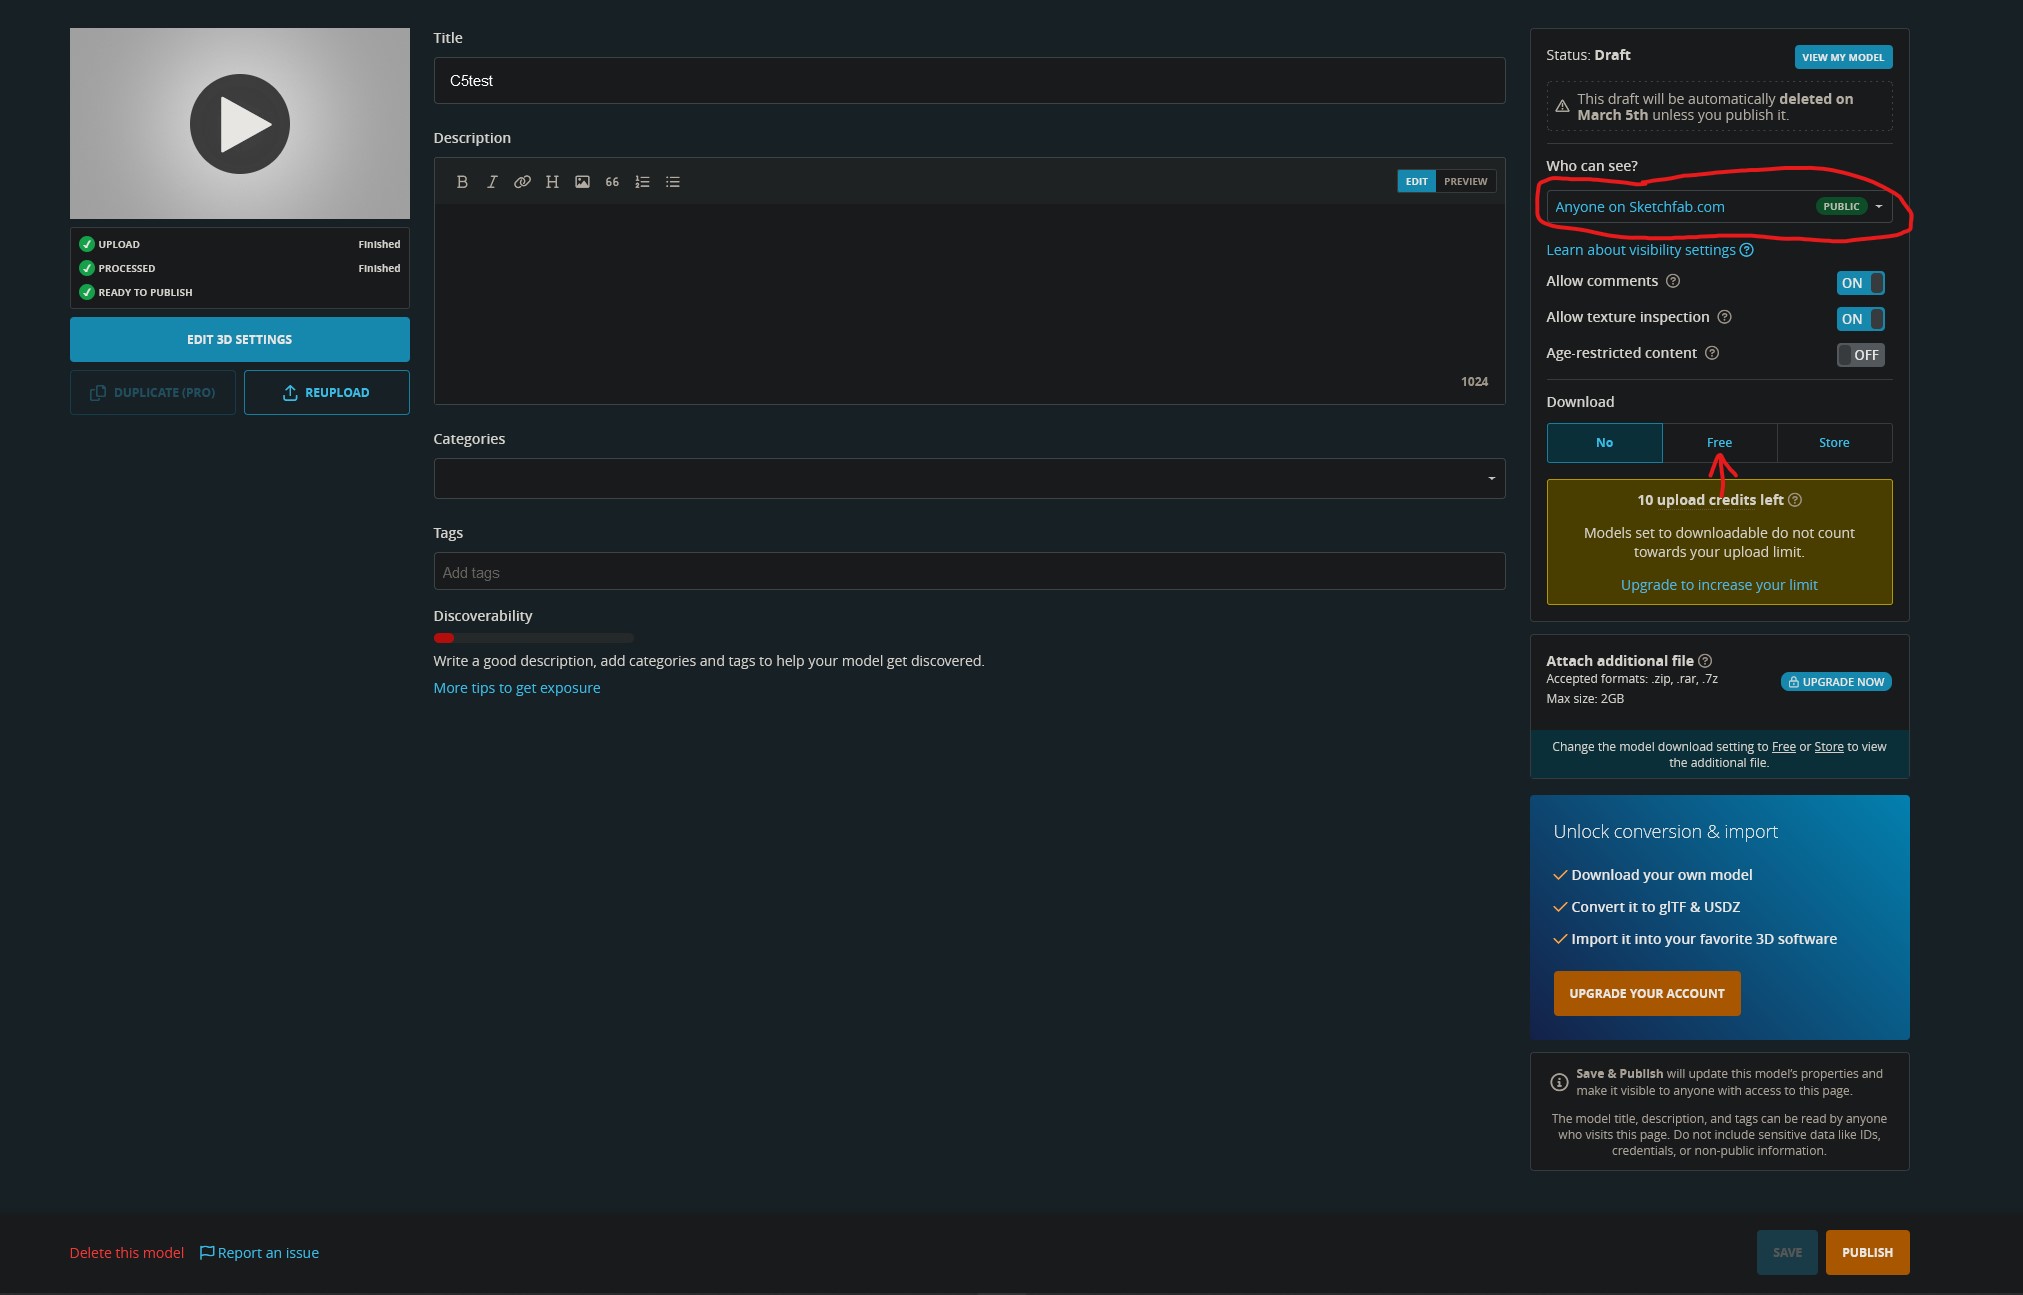 UPLOAD Finished
PROCESSED Finished
READY TO PUBLISH
EDIT 3D SETTINGS
DUPLICATE (PRO) REUPLOAD
Title
C5test
Description
B I H 66 EDIT PREVIEW
1024
Categories
Tags
Add tags
Discoverability
Write a good description, add categories and tags to help your model get discovered.
More tips to get exposure
Status: Draft VIEW MY MODEL
This draft will be automatically deleted on
March 5th unless you publish it.
Who can see?
Anyone on Sketchfab.com PUBLIC
Learn about visibility settings
Allow comments ON
Allow texture inspection ON
Age-restricted content OFF
Download
No Free Store
10 upload credits left
Models set to downloadable do not count
towards your upload limit.
Upgrade to increase your limit
Attach additional file
Accepted formats: .zip, .rar, .7z
UPGRADE NOW
Max size: 2GB
Change the model download setting to Free or Store to view
the additional file.
Unlock conversion & import
Download your own model
Convert it to glTF & USDZ
Import it into your favorite 3D software
UPGRADE YOUR ACCOUNT
Save & Publish will update this model's properties and
make it visible to anyone with access to this page.
The model title, description, and tags can be read by anyone
who visits this page. Do not include sensitive data like IDs,
credentials, or non-public information.
Delete this model Report an issue SAVE PUBLISH